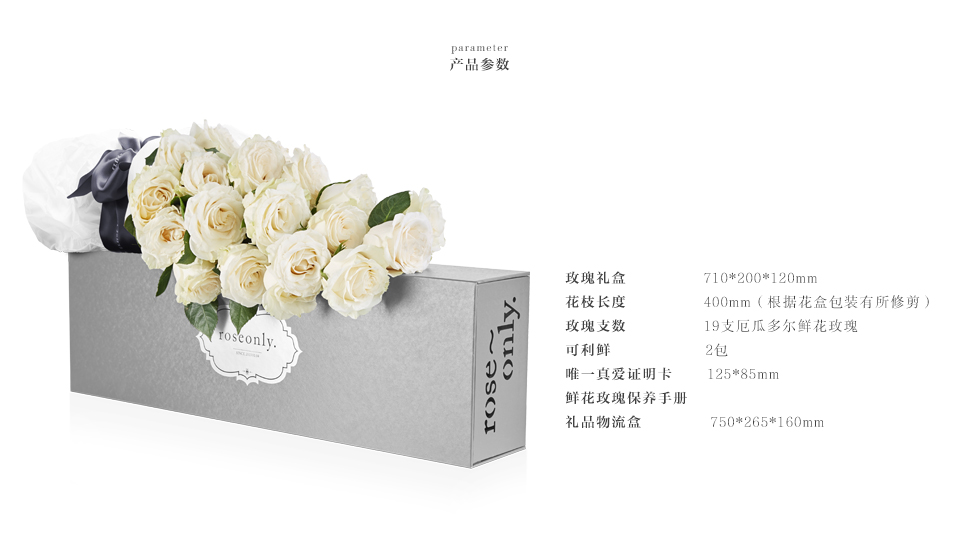 parameter
产品参数
roseonly.
rose~
only.
玫瑰礼盒 710*200*120mm
花枝长度 400mm（根据花盒包装有所修剪）
玫瑰支数 19支厄瓜多尔鲜花玫瑰
可利鲜 2包
唯一真爱证明卡 125*85mm
鲜花玫瑰保养手册
礼品物流盒 750*265*160mm